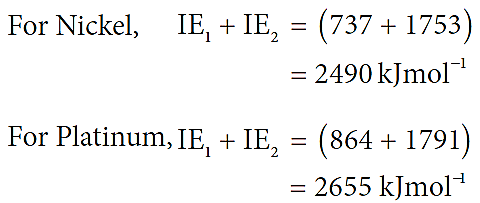 For Nickel, IE₁ + IE₂ = (737 + 1753)
= 2490 kJmol⁻¹
For Platinum, IE₁ + IE₂ = (864 + 1791)
= 2655 kJmol⁻¹